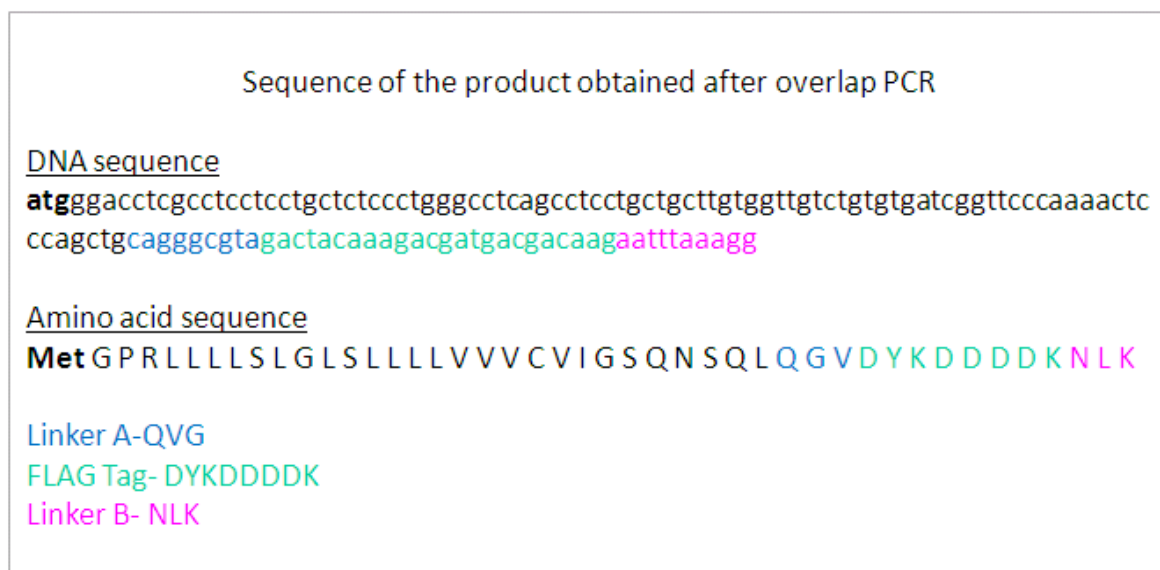 Sequence of the product obtained after overlap PCR
DNA sequence
atgggacctcgcctcctcctgctctccctgggcctcagcctcctgctgcttgtggttgtctgtgtgatcggttcccaaaactc
ccagctgcagggcgtagactacaaagacgatgacgacaagaatttaaagg
Amino acid sequence
Met G P R L L L L S L G L S L L L L V V V C V I G S Q N S Q L Q G V D Y K D D D D K N L K
Linker A-QVG
FLAG Tag- DYKDDDDK
Linker B- NLK